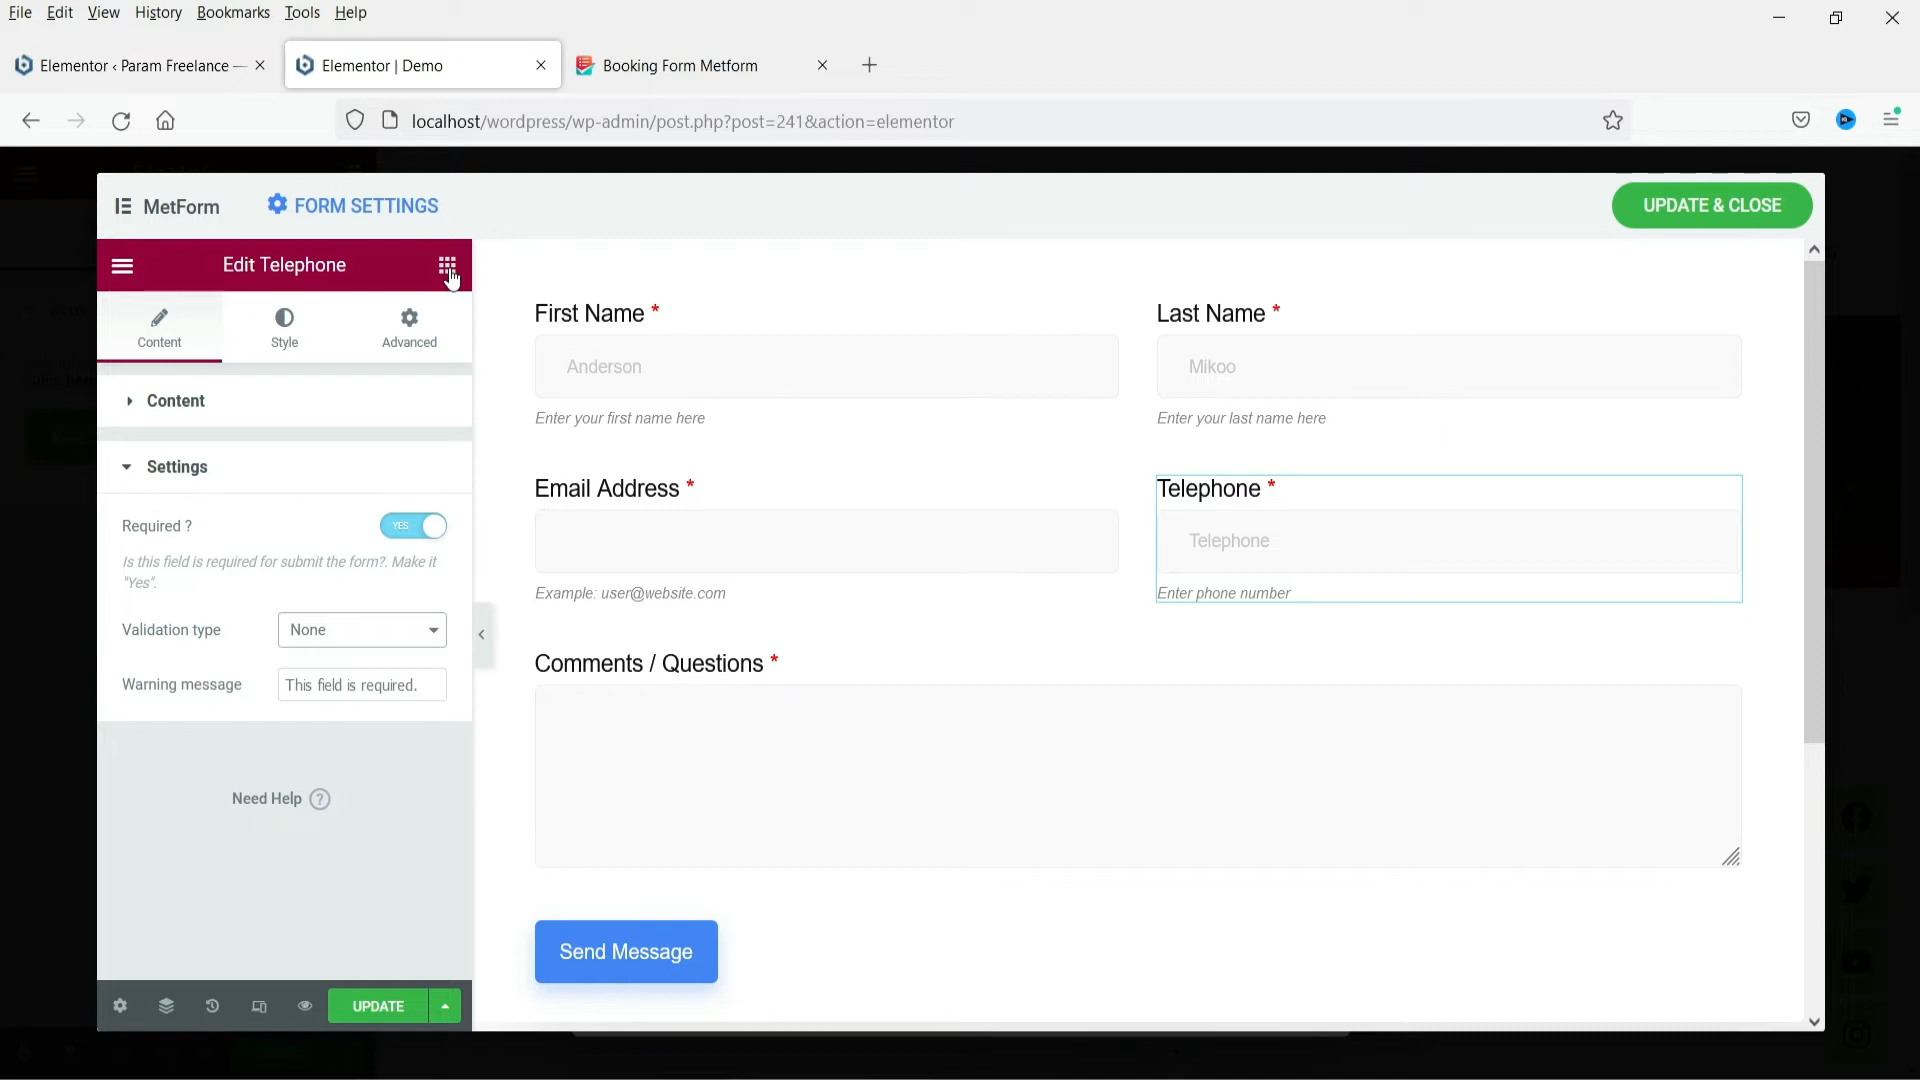 File Edit View History Bookmarks Tools Help
Elementor ‹ Param Freelance —
Elementor | Demo
Booking Form Metform
localhost/wordpress/wp-admin/post.php?post=241&action=elementor
MetForm
FORM SETTINGS
UPDATE & CLOSE
Edit Telephone
Content
Style
Advanced
Content
Settings
Required ?
YES
Is this field is required for submit the form?. Make it
"Yes".
Validation type
None
Warning message
This field is required.
Need Help ?
UPDATE
First Name *
Anderson
Enter your first name here
Last Name *
Mikoo
Enter your last name here
Email Address *
Example: user@website.com
Telephone *
Telephone
Enter phone number
Comments / Questions *
Send Message